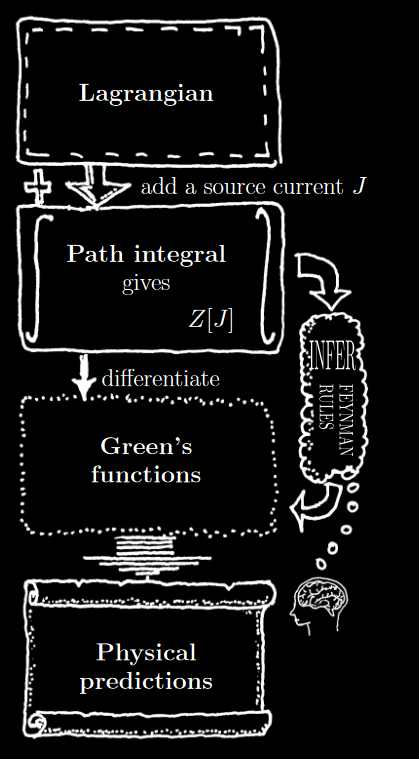 Lagrangian
add a source current J
Path integral
gives
Z[J]
INFER
FEYNMAN
RULES
differentiate
Green's
functions
Physical
predictions